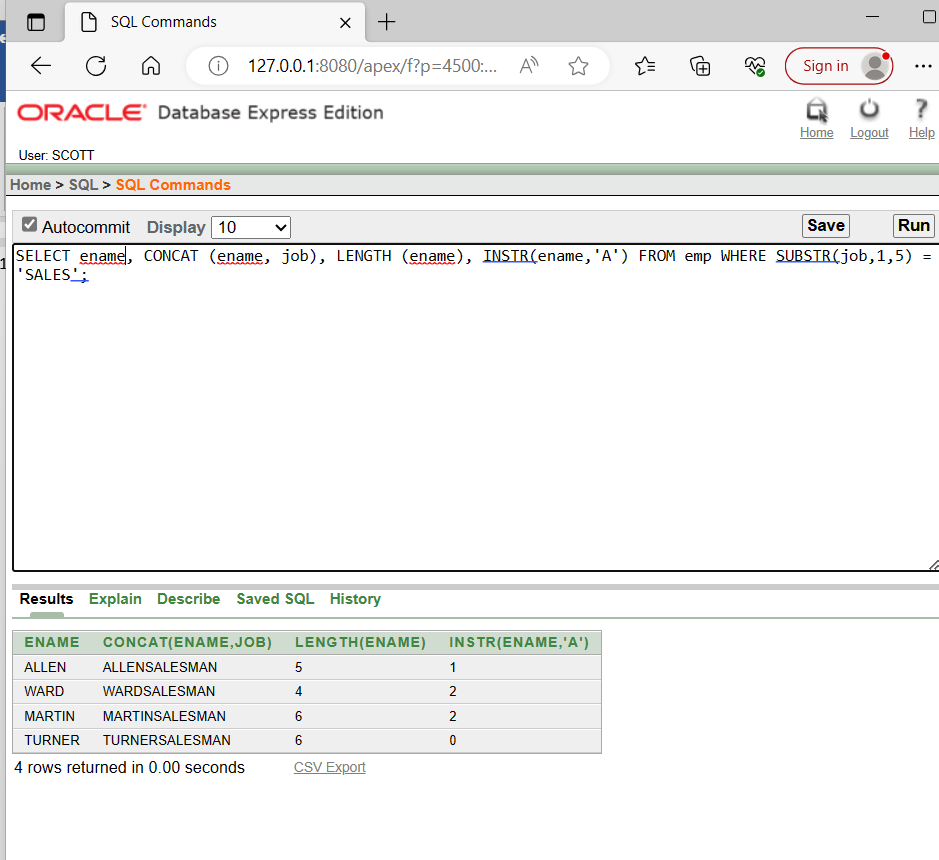 SQL Commands
127.0.0.1:8080/apex/f?p=4500:...
Sign in
ORACLE Database Express Edition
Home Logout Help
User: SCOTT
Home > SQL > SQL Commands
Autocommit Display 10 Save Run
SELECT ename, CONCAT (ename, job), LENGTH (ename), INSTR(ename,'A') FROM emp WHERE SUBSTR(job,1,5) =
'SALES';
Results Explain Describe Saved SQL History
ENAME CONCAT(ENAME,JOB) LENGTH(ENAME) INSTR(ENAME,'A')
ALLEN ALLENSALESMAN 5 1
WARD WARDSALESMAN 4 2
MARTIN MARTINSALESMAN 6 2
TURNER TURNERSALESMAN 6 0
4 rows returned in 0.00 seconds CSV Export